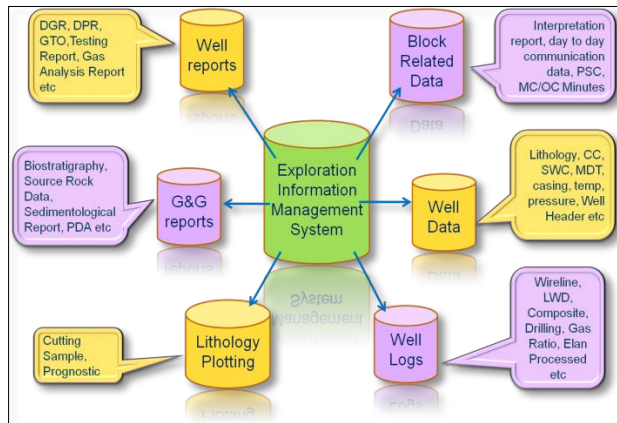 DGR, DPR,
GTO,Testing
Report, Gas
Analysis Report
etc
Well
reports
Block
Related
Data
Interpretation
report, day to day
communication
data, PSC,
MC/OC Minutes
Biostratigraphy,
Source Rock
Data,
Sedimentological
Report, PDA etc
G&G
reports
Exploration
Information
Management
System
Well
Data
Lithology, CC,
SWC, MDT,
casing, temp,
pressure, Well
Header etc
Cutting
Sample,
Prognostic
Lithology
Plotting
Well
Logs
Wireline,
LWD,
Composite,
Drilling, Gas
Ratio, Elan
Processed
etc